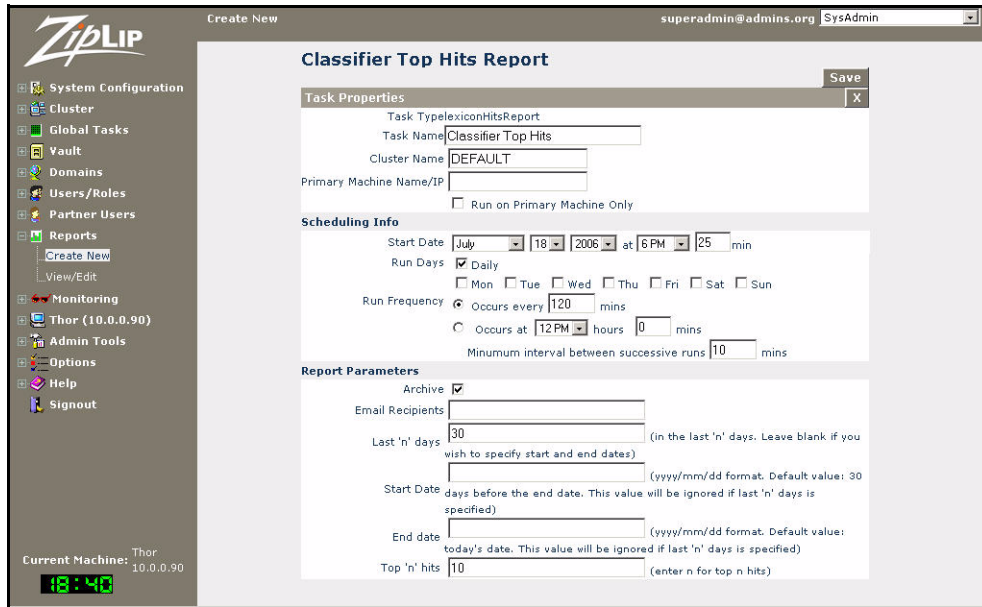 ZipLip
Create New
superadmin@admins.org SysAdmin
System Configuration
Cluster
Global Tasks
Vault
Domains
Users/Roles
Partner Users
Reports
Create New
View/Edit
Monitoring
Thor (10.0.0.90)
Admin Tools
Options
Help
Signout
Current Machine: Thor
10.0.0.90
18:40
Classifier Top Hits Report
Save
Task Properties X
Task Type lexiconHitsReport
Task Name Classifier Top Hits
Cluster Name DEFAULT
Primary Machine Name/IP
Run on Primary Machine Only
Scheduling Info
Start Date July 18 2006 at 6 PM 25 min
Run Days Daily
Mon Tue Wed Thu Fri Sat Sun
Run Frequency Occurs every 120 mins
Occurs at 12 PM hours 0 mins
Minumum interval between successive runs 10 mins
Report Parameters
Archive
Email Recipients
Last 'n' days 30 (in the last 'n' days. Leave blank if you
wish to specify start and end dates)
Start Date (yyyy/mm/dd format. Default value: 30
days before the end date. This value will be ignored if last 'n' days is
specified)
End date (yyyy/mm/dd format. Default value:
today's date. This value will be ignored if last 'n' days is specified)
Top 'n' hits 10 (enter n for top n hits)